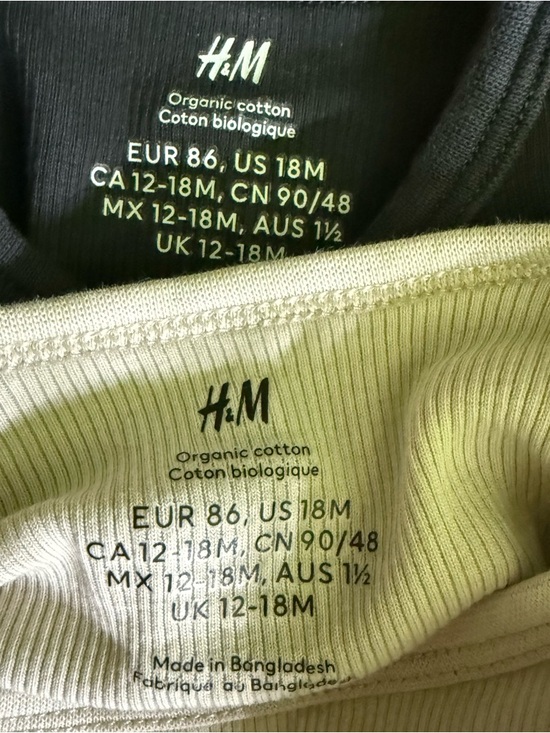 H&M
Organic cotton
Coton biologique
EUR 86, US 18M
CA 12-18M, CN 90/48
MX 12-18M, AUS 1½
UK 12-18M
H&M
Organic cotton
Coton biologique
EUR 86, US 18M
CA 12-18M, CN 90/48
MX 12-18M, AUS 1½
UK 12-18M
Made in Bangladesh
Fabriqué au Bangladesh